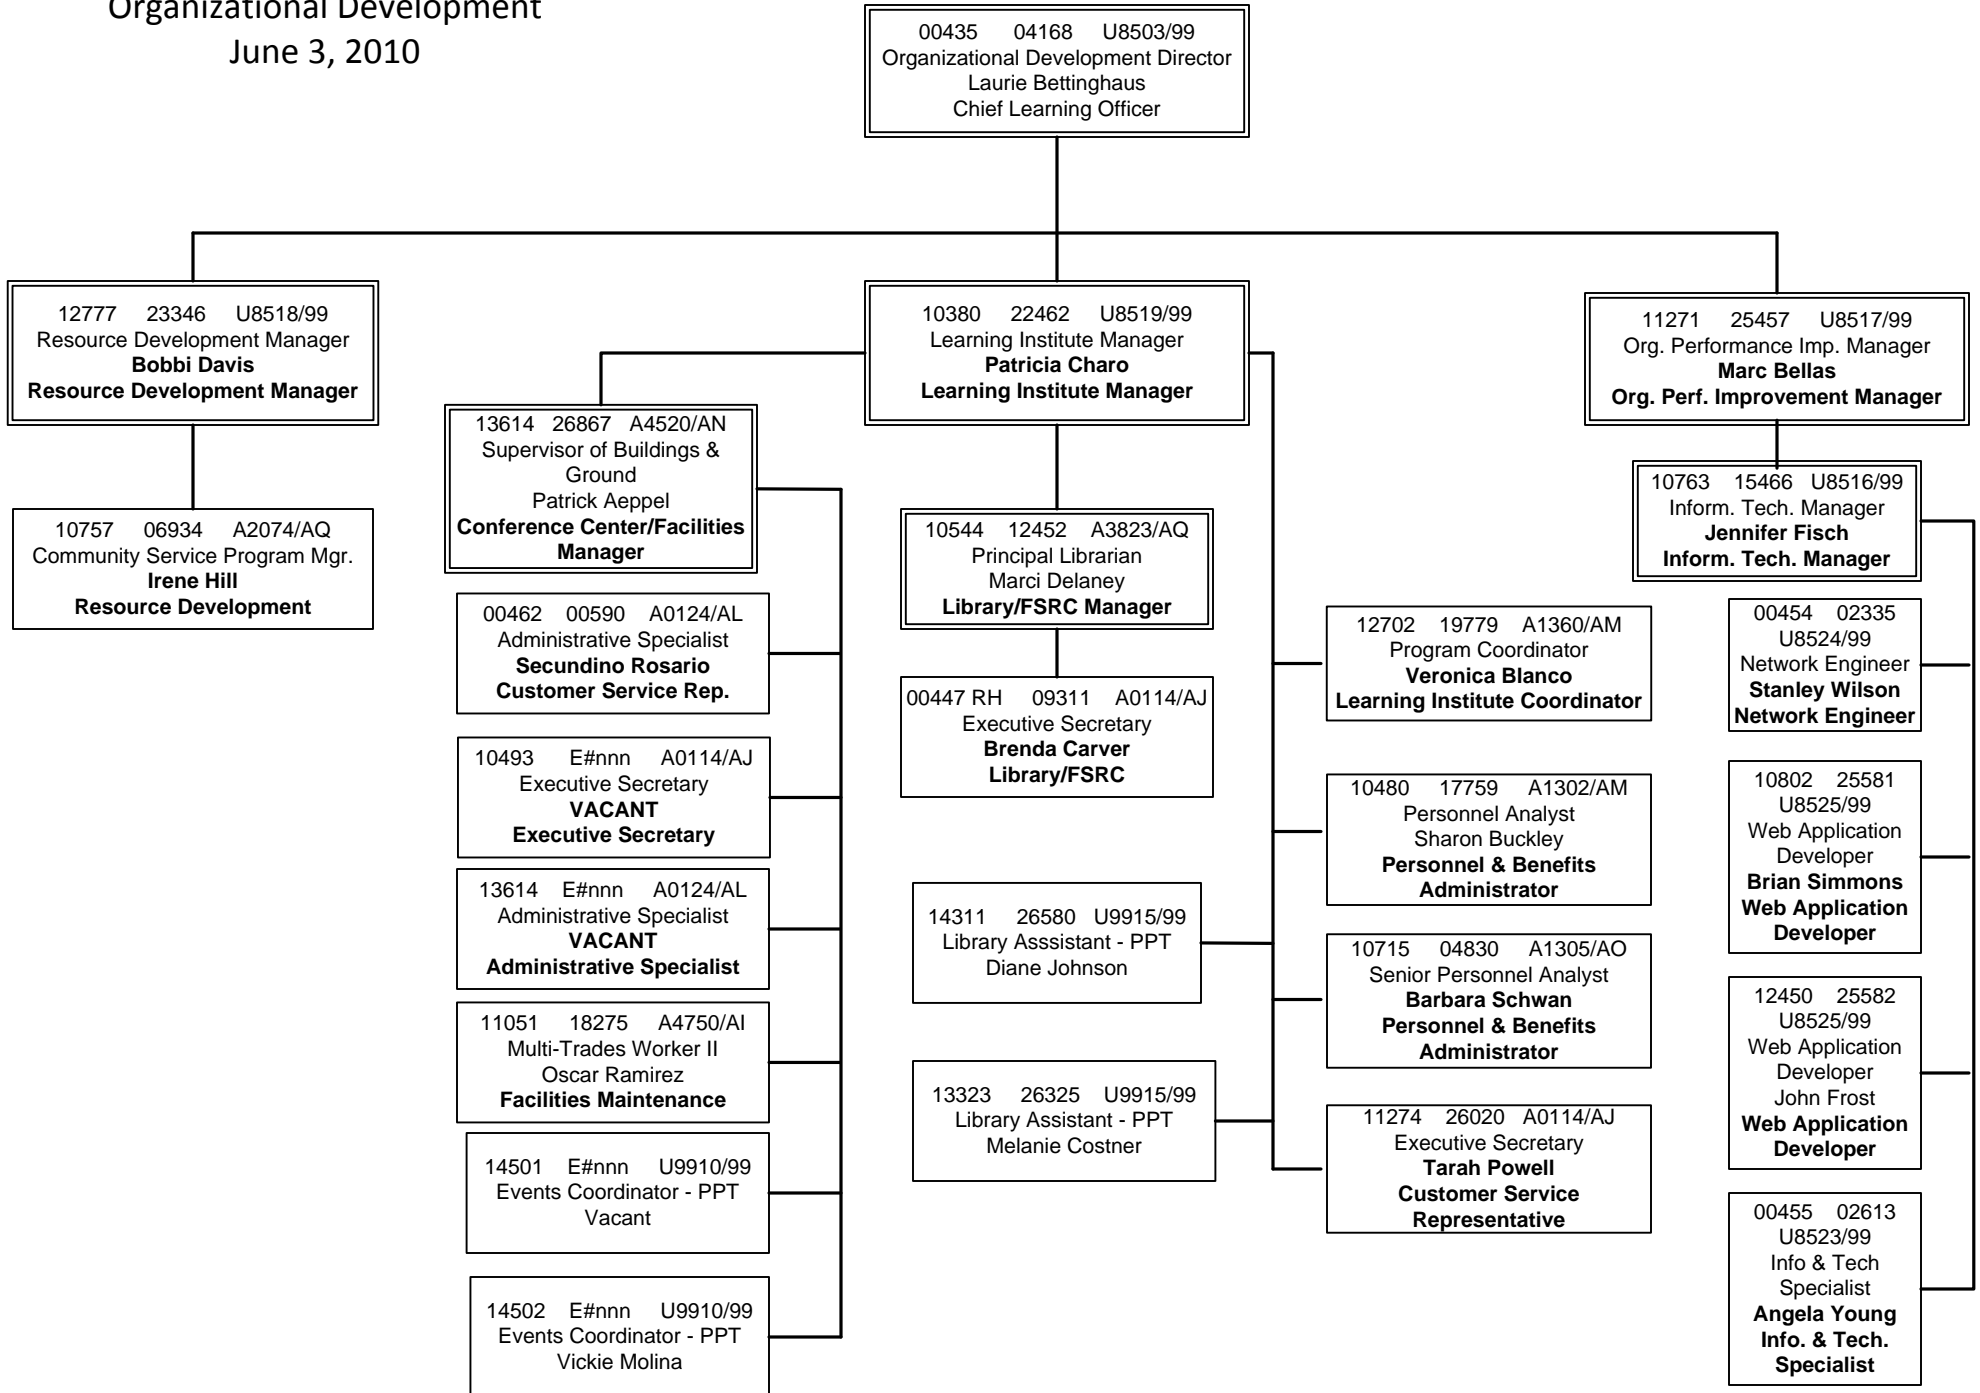 Organizational Development
June 3, 2010
00435 04168 U8503/99
Organizational Development Director
Laurie Bettinghaus
Chief Learning Officer
12777 23346 U8518/99
Resource Development Manager
Bobbi Davis
Resource Development Manager
10757 06934 A2074/AQ
Community Service Program Mgr.
Irene Hill
Resource Development
10380 22462 U8519/99
Learning Institute Manager
Patricia Charo
Learning Institute Manager
13614 26867 A4520/AN
Supervisor of Buildings &
Ground
Patrick Aeppel
Conference Center/Facilities
Manager
00462 00590 A0124/AL
Administrative Specialist
Secundino Rosario
Customer Service Rep.
10493 E#nnn A0114/AJ
Executive Secretary
VACANT
Executive Secretary
13614 E#nnn A0124/AL
Administrative Specialist
VACANT
Administrative Specialist
11051 18275 A4750/AI
Multi-Trades Worker II
Oscar Ramirez
Facilities Maintenance
14501 E#nnn U9910/99
Events Coordinator - PPT
Vacant
14502 E#nnn U9910/99
Events Coordinator - PPT
Vickie Molina
10544 12452 A3823/AQ
Principal Librarian
Marci Delaney
Library/FSRC Manager
00447 RH 09311 A0114/AJ
Executive Secretary
Brenda Carver
Library/FSRC
14311 26580 U9915/99
Library Asssistant - PPT
Diane Johnson
13323 26325 U9915/99
Library Assistant - PPT
Melanie Costner
12702 19779 A1360/AM
Program Coordinator
Veronica Blanco
Learning Institute Coordinator
10480 17759 A1302/AM
Personnel Analyst
Sharon Buckley
Personnel & Benefits
Administrator
10715 04830 A1305/AO
Senior Personnel Analyst
Barbara Schwan
Personnel & Benefits
Administrator
11274 26020 A0114/AJ
Executive Secretary
Tarah Powell
Customer Service
Representative
11271 25457 U8517/99
Org. Performance Imp. Manager
Marc Bellas
Org. Perf. Improvement Manager
10763 15466 U8516/99
Inform. Tech. Manager
Jennifer Fisch
Inform. Tech. Manager
00454 02335
U8524/99
Network Engineer
Stanley Wilson
Network Engineer
10802 25581
U8525/99
Web Application
Developer
Brian Simmons
Web Application
Developer
12450 25582
U8525/99
Web Application
Developer
John Frost
Web Application
Developer
00455 02613
U8523/99
Info & Tech
Specialist
Angela Young
Info. & Tech.
Specialist